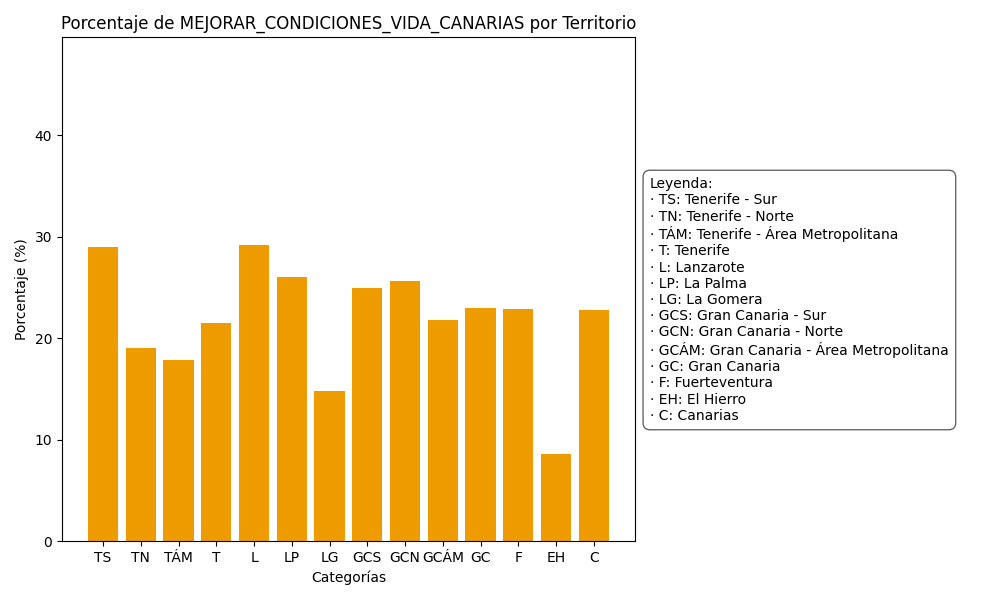 Porcentaje de MEJORAR_CONDICIONES_VIDA_CANARIAS por Territorio
Porcentaje (%)
40
30
20
10
0
TS TN TÁM T L LP LG GCS GCN GCÁM GC F EH C
Categorías
Leyenda:
· TS: Tenerife - Sur
· TN: Tenerife - Norte
· TÁM: Tenerife - Área Metropolitana
· T: Tenerife
· L: Lanzarote
· LP: La Palma
· LG: La Gomera
· GCS: Gran Canaria - Sur
· GCN: Gran Canaria - Norte
· GCÁM: Gran Canaria - Área Metropolitana
· GC: Gran Canaria
· F: Fuerteventura
· EH: El Hierro
· C: Canarias